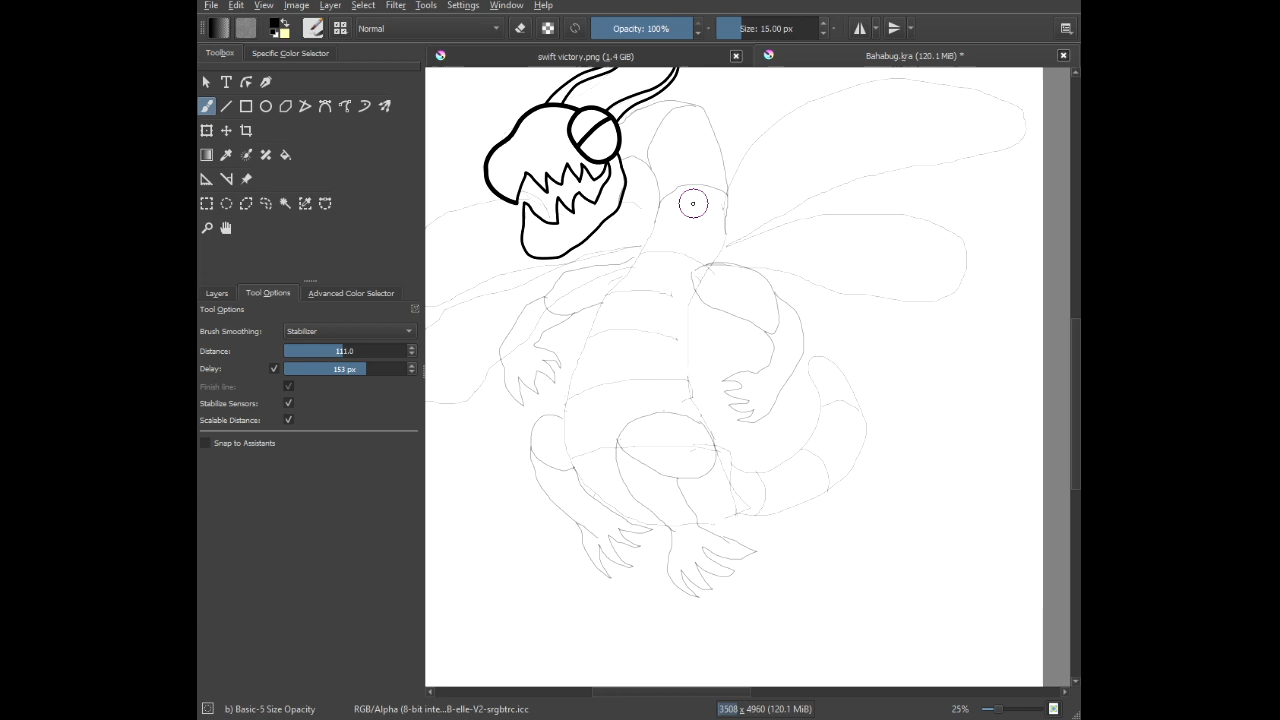 File Edit View Image Layer Select Filter Tools Settings Window Help
Normal Opacity: 100% Size: 15.00 px
Toolbox Specific Color Selector
swift victory.png (1.4 GiB) Bahabug.kra (120.1 MiB) *
Layers Tool Options Advanced Color Selector
Tool Options
Brush Smoothing: Stabilizer
Distance: 111.0
Delay: 153 px
Finish line:
Stabilize Sensors:
Scalable Distance:
Snap to Assistants
b) Basic-5 Size Opacity RGB/Alpha (8-bit inte...B-elle-V2-srgbtrc.icc 3508 x 4960 (120.1 MiB) 25%